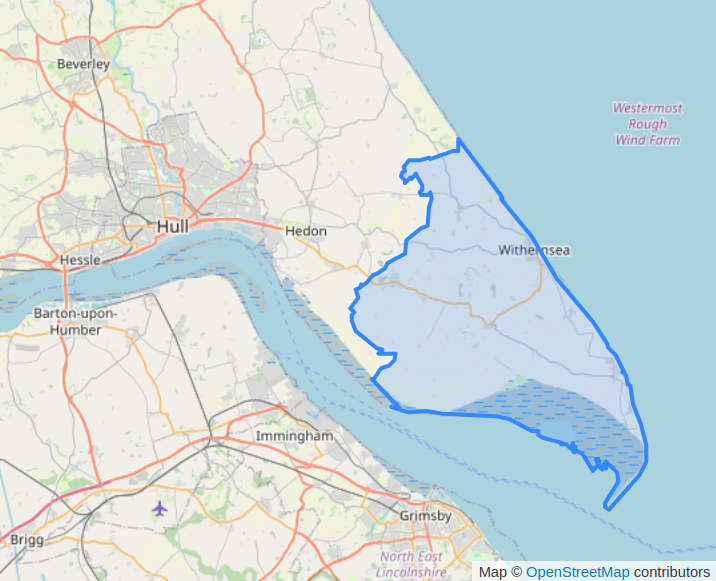 Beverley
Westermost
Rough
Wind Farm
Hull
Hedon
Withernsea
Hessle
Barton-upon-
Humber
Immingham
Grimsby
Brigg
North East
Lincolnshire
Map © OpenStreetMap contributors